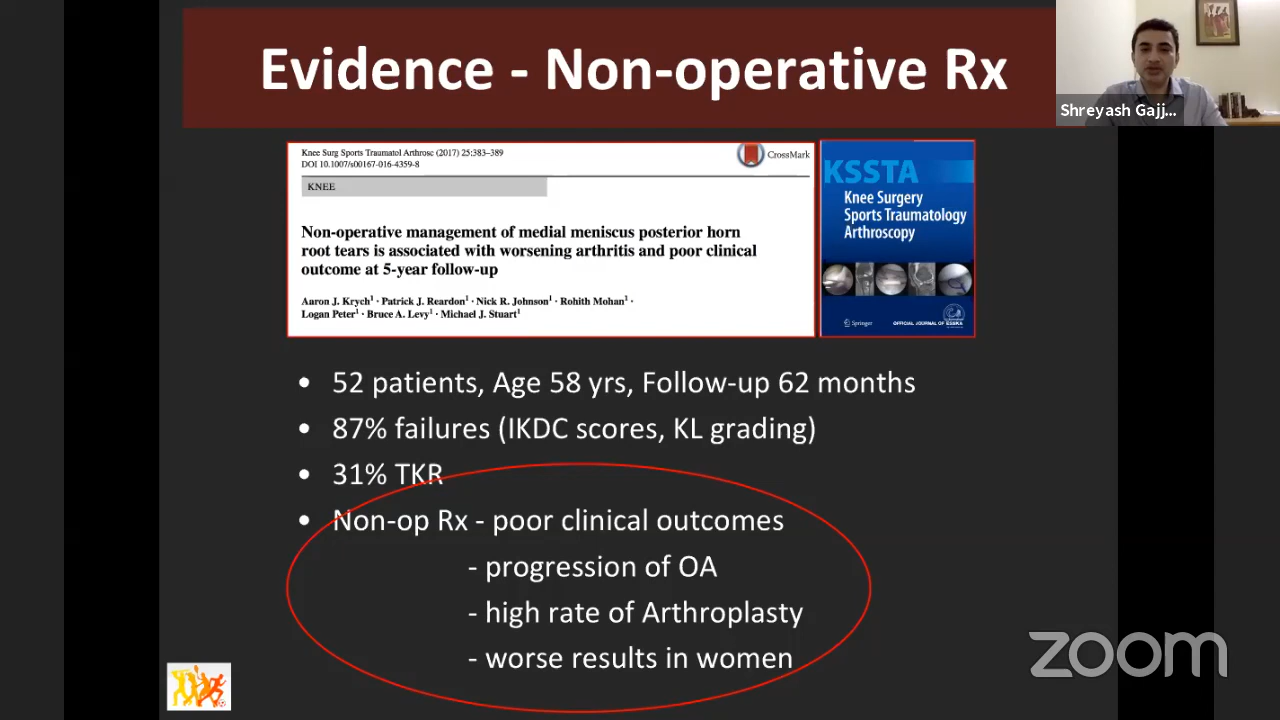 Evidence - Non-operative Rx
Shreyash Gajj...
Knee Surg Sports Traumatol Arthrosc (2017) 25:383–389
DOI 10.1007/s00167-016-4359-8
CrossMark
KNEE
Non-operative management of medial meniscus posterior horn
root tears is associated with worsening arthritis and poor clinical
outcome at 5-year follow-up
Aaron J. Krych1 · Patrick J. Reardon1 · Nick R. Johnson1 · Rohith Mohan1 ·
Logan Peter1 · Bruce A. Levy1 · Michael J. Stuart1
KSSTA
Knee Surgery
Sports Traumatology
Arthroscopy
Springer
OFFICIAL JOURNAL OF ESSKA
• 52 patients, Age 58 yrs, Follow-up 62 months
• 87% failures (IKDC scores, KL grading)
• 31% TKR
• Non-op Rx - poor clinical outcomes
- progression of OA
- high rate of Arthroplasty
- worse results in women
zoom